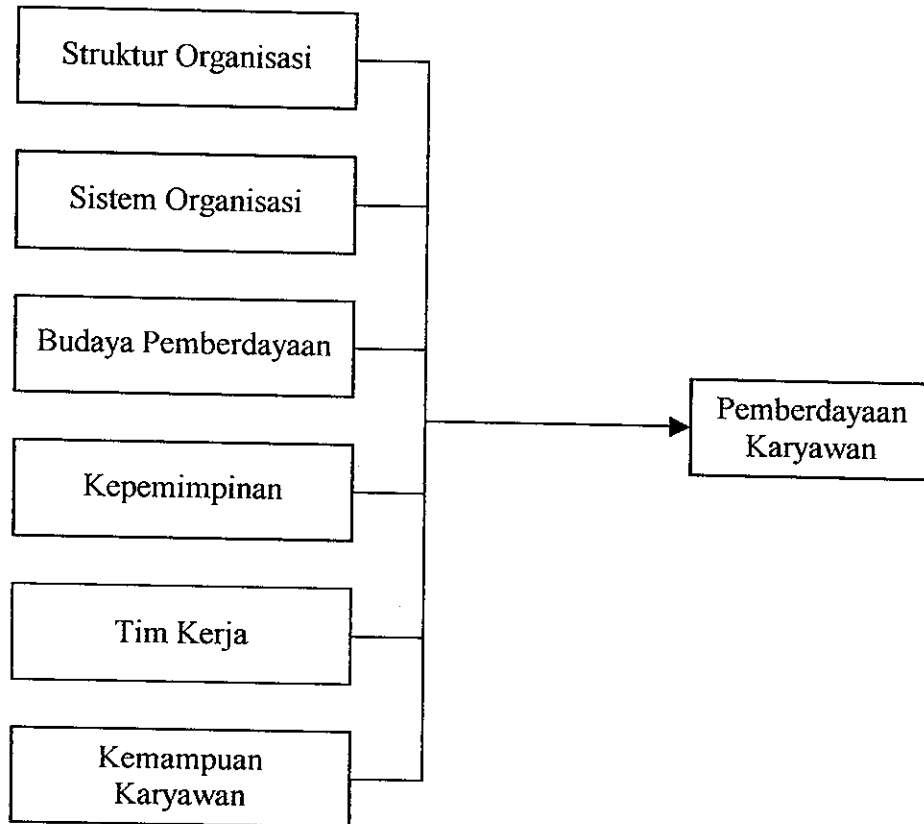 Struktur Organisasi
Sistem Organisasi
Budaya Pemberdayaan
Kepemimpinan
Tim Kerja
Kemampuan
Karyawan
Pemberdayaan
Karyawan